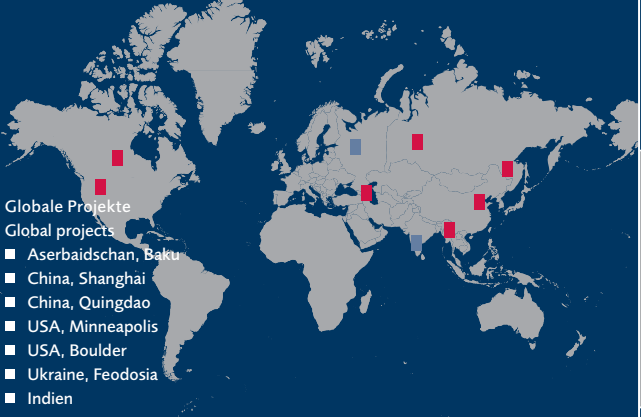 Globale Projekte
Global projects
Aserbaidschan, Baku
China, Shanghai
China, Quingdao
USA, Minneapolis
USA, Boulder
Ukraine, Feodosia
Indien